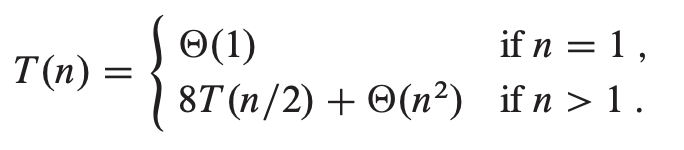 T(n) = { Θ(1) if n = 1 ,
8T(n/2) + Θ(n²) if n > 1 .